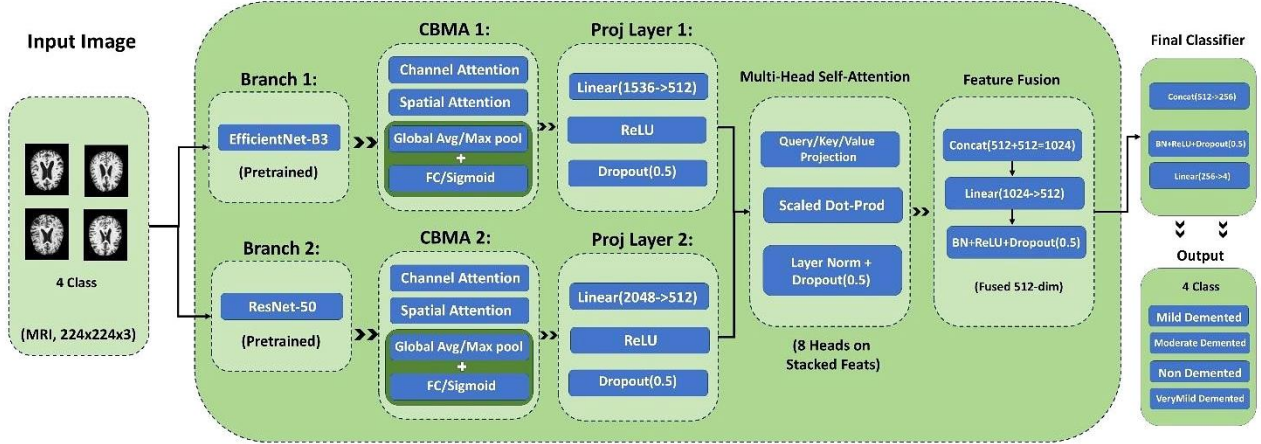 Input Image
4 Class
(MRI, 224x224x3)
Branch 1:
EfficientNet-B3
(Pretrained)
Branch 2:
ResNet-50
(Pretrained)
CBMA 1:
Channel Attention
Spatial Attention
Global Avg/Max pool
+
FC/Sigmoid
CBMA 2:
Channel Attention
Spatial Attention
Global Avg/Max pool
+
FC/Sigmoid
Proj Layer 1:
Linear(1536->512)
ReLU
Dropout(0.5)
Proj Layer 2:
Linear(2048->512)
ReLU
Dropout(0.5)
Multi-Head Self-Attention
Query/Key/Value
Projection
Scaled Dot-Prod
Layer Norm +
Dropout(0.5)
(8 Heads on
Stacked Feats)
Feature Fusion
Concat(512+512=1024)
Linear(1024->512)
BN+ReLU+Dropout(0.5)
(Fused 512-dim)
Final Classifier
Concat(512->256)
BN+ReLU+Dropout(0.5)
Linear(256->4)
Output
4 Class
Mild Demented
Moderate Demented
Non Demented
VeryMild Demented